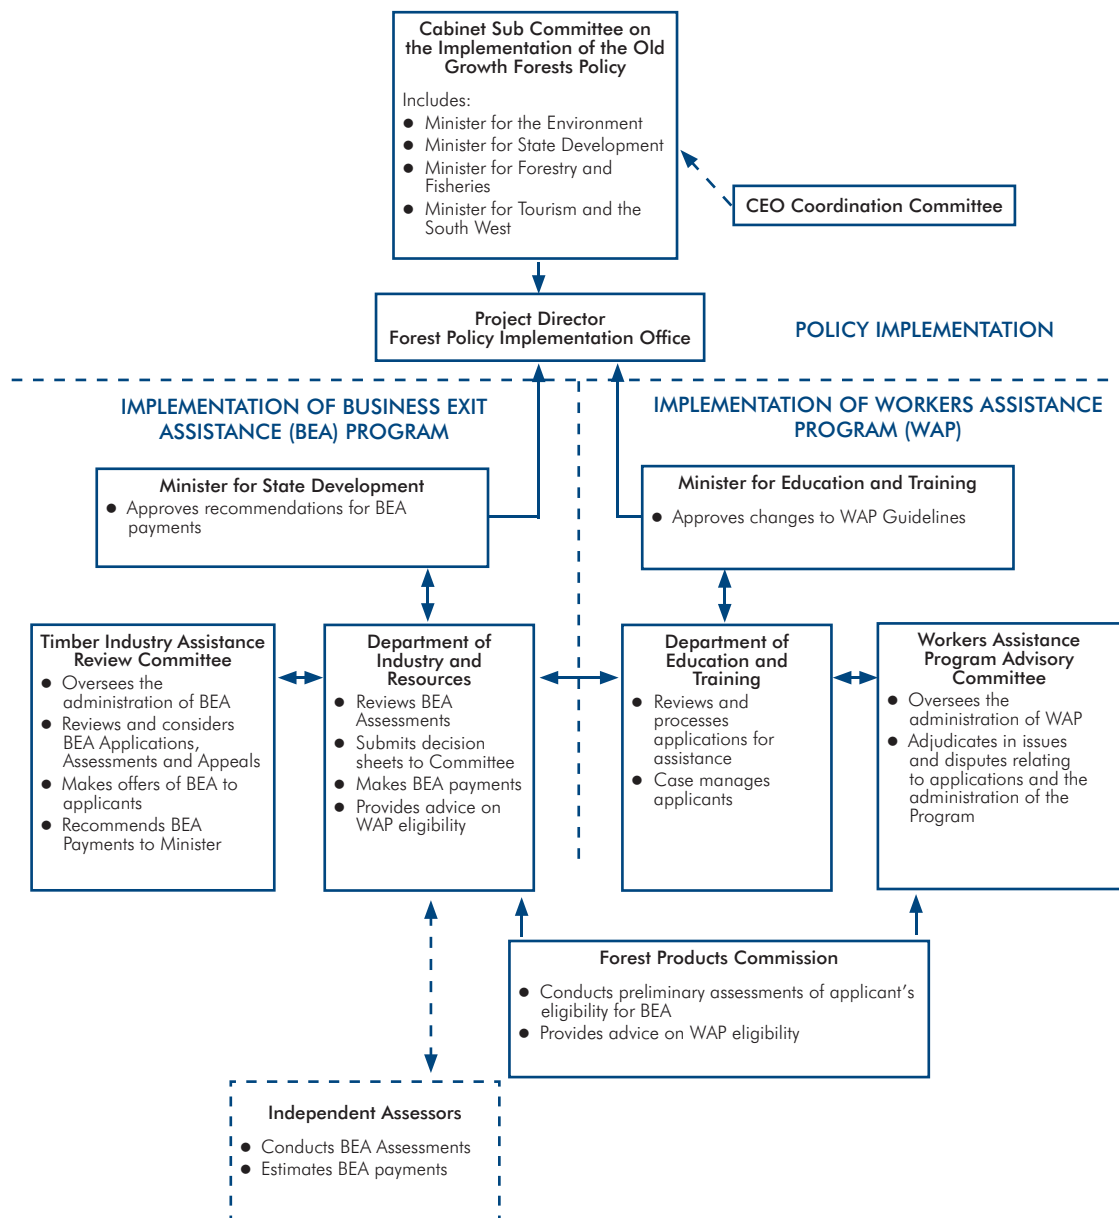 Cabinet Sub Committee on
the Implementation of the Old
Growth Forests Policy
Includes:
● Minister for the Environment
● Minister for State Development
● Minister for Forestry and
Fisheries
● Minister for Tourism and the
South West
CEO Coordination Committee
Project Director
Forest Policy Implementation Office
POLICY IMPLEMENTATION
IMPLEMENTATION OF BUSINESS EXIT
ASSISTANCE (BEA) PROGRAM
IMPLEMENTATION OF WORKERS ASSISTANCE
PROGRAM (WAP)
Minister for State Development
● Approves recommendations for BEA
payments
Minister for Education and Training
● Approves changes to WAP Guidelines
Timber Industry Assistance
Review Committee
● Oversees the
administration of BEA
● Reviews and considers
BEA Applications,
Assessments and Appeals
● Makes offers of BEA to
applicants
● Recommends BEA
Payments to Minister
Department of
Industry and
Resources
● Reviews BEA
Assessments
● Submits decision
sheets to Committee
● Makes BEA payments
● Provides advice on
WAP eligibility
Department of
Education and
Training
● Reviews and
processes
applications for
assistance
● Case manages
applicants
Workers Assistance
Program Advisory
Committee
● Oversees the
administration of WAP
● Adjudicates in issues
and disputes relating
to applications and the
administration of the
Program
Forest Products Commission
● Conducts preliminary assessments of applicant's
eligibility for BEA
● Provides advice on WAP eligibility
Independent Assessors
● Conducts BEA Assessments
● Estimates BEA payments